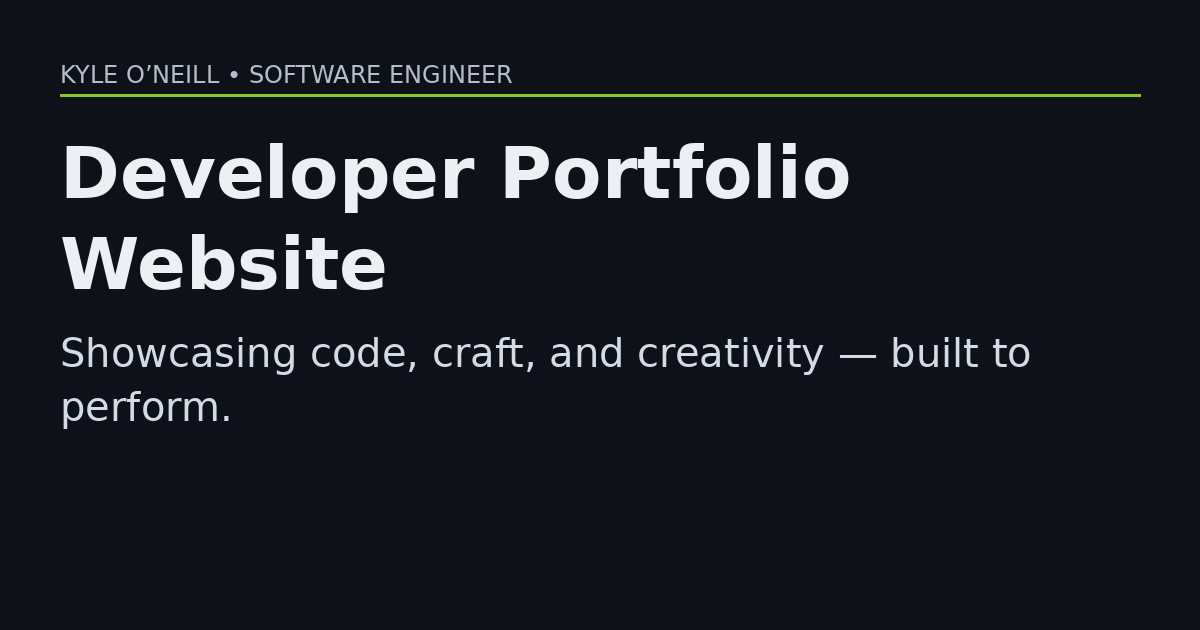 KYLE O’NEILL • SOFTWARE ENGINEER
Developer Portfolio
Website
Showcasing code, craft, and creativity — built to
perform.